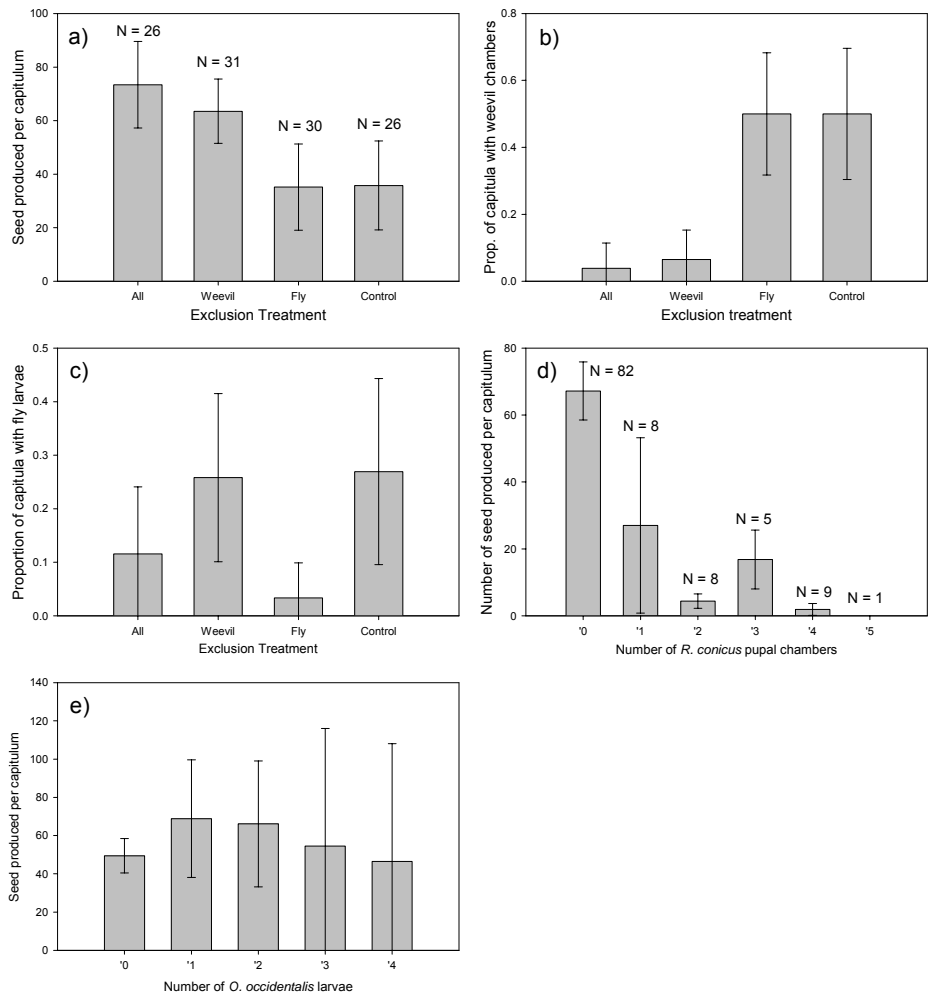 a)
N = 26
N = 31
N = 30
N = 26
Seed produced per capitulum
100
80
60
40
20
0
All Weevil Fly Control
Exclusion Treatment
b)
Prop. of capitula with weevil chambers
0.8
0.6
0.4
0.2
0.0
All Weevil Fly Control
Exclusion treatment
c)
Proportion of capitula with fly larvae
0.5
0.4
0.3
0.2
0.1
0.0
All Weevil Fly Control
Exclusion Treatment
d)
N = 82
N = 8
N = 8
N = 5
N = 9
N = 1
Number of seed produced per capitulum
80
60
40
20
0
'0 '1 '2 '3 '4 '5
Number of R. conicus pupal chambers
e)
Seed produced per capitulum
140
120
100
80
60
40
20
0
'0 '1 '2 '3 '4
Number of O. occidentalis larvae